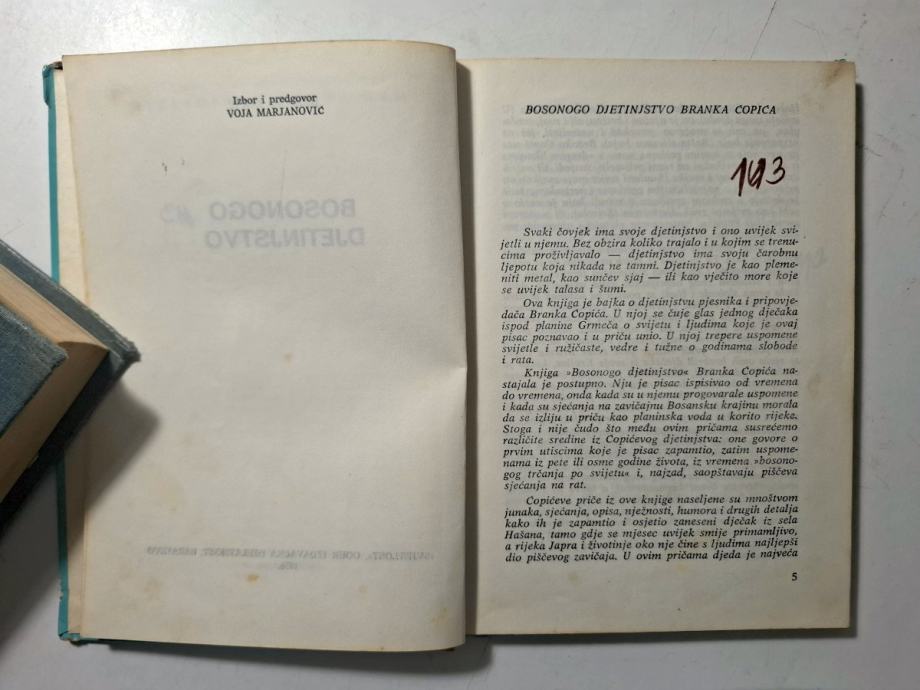 Izbor i predgovor
VOJA MARJANOVIĆ
BOSONOGO
DJETINJSTVO
BOSONOGO DJETINJSTVO BRANKA ĆOPIĆA
193
Svaki čovjek ima svoje djetinjstvo i ono uvijek svi-
jetli u njemu. Bez obzira koliko trajalo i u kojim se trenu-
cima proživljavalo — djetinjstvo ima svoju čarobnu
ljepotu koja nikada ne tamni. Djetinjstvo je kao pleme-
niti metal, kao sunčev sjaj — ili kao vječito more koje
se uvijek talasa i šumi.
Ova knjiga je bajka o djetinjstvu pjesnika i pripovje-
dača Branka Ćopića. U njoj se čuje glas jednog dječaka
ispod planine Grmeča o svijetu i ljudima koje je ovaj
pisac poznavao i u priču unio. U njoj trepere uspomene
svijetle i ružičaste, vedre i tužne o godinama slobode
i rata.
Knjiga »Bosonogo djetinjstvo« Branka Ćopića na-
stajala je postupno. Nju je pisac ispisivao od vremena
do vremena, onda kada su u njemu progovarale uspomene
i kada su sjećanja na zavičajnu Bosansku krajinu morala
da se izliju u priču kao planinska voda u korito rijeke.
Stoga i nije čudo što među ovim pričama susrećemo
različite sredine iz Ćopićevog djetinjstva: one govore o
prvim utiscima koje je pisac zapamtio, zatim uspome-
nama iz pete ili osme godine života, iz vremena »bosono-
gog trčanja po svijetu« i, najzad, saopštavaju piščeva
sjećanja na rat.
Ćopićeve priče iz ove knjige naseljene su mnoštvom
junaka, sjećanja, opisa, nježnosti, humora i drugih detalja
kako ih je zapamtio i osjetio zaneseni dječak iz sela
Hašana, tamo gdje se mjesec uvijek smije primamljivo,
a rijeka Japra i životinje oko nje čine s ljudima najljepši
dio piščevog zavičaja. U ovim pričama djeda je najveća
5